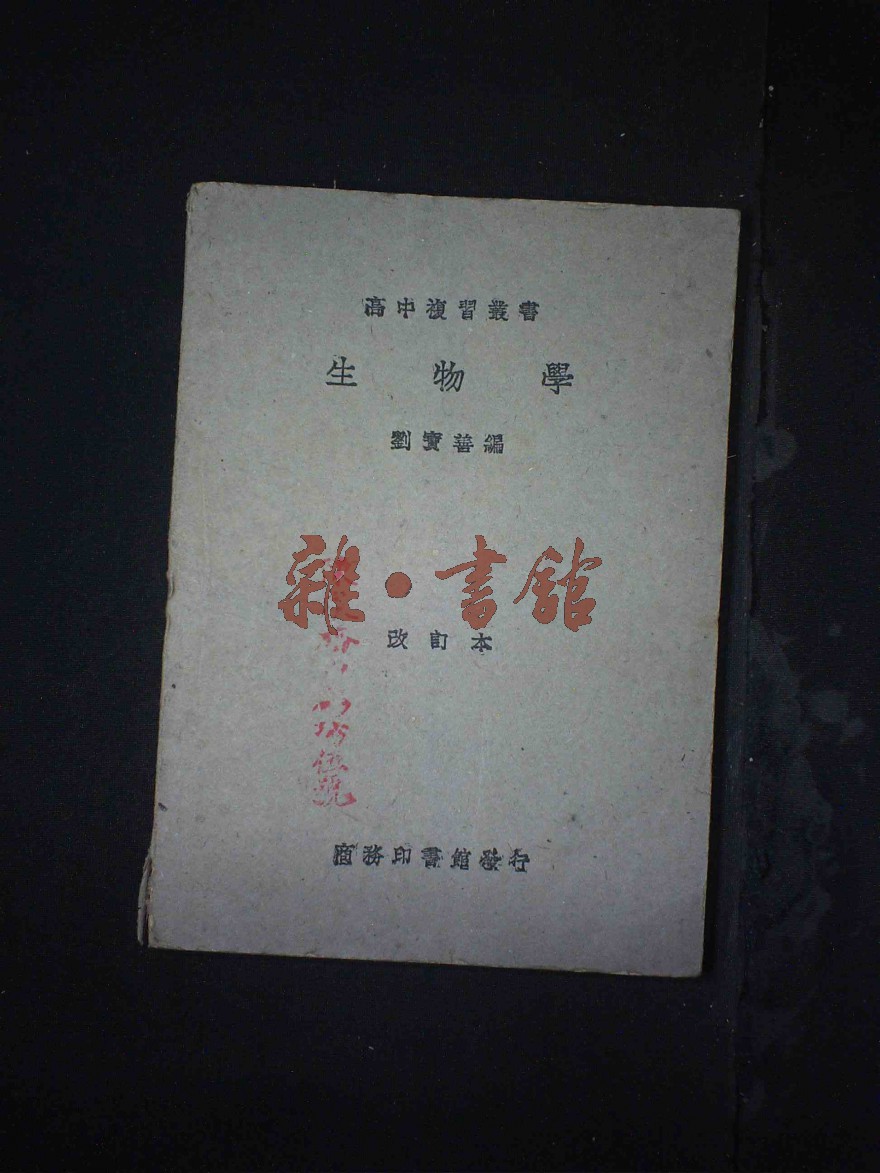 高中複習叢書
生物學
劉寶善編
雜·書館
改訂本
商務印書館發行